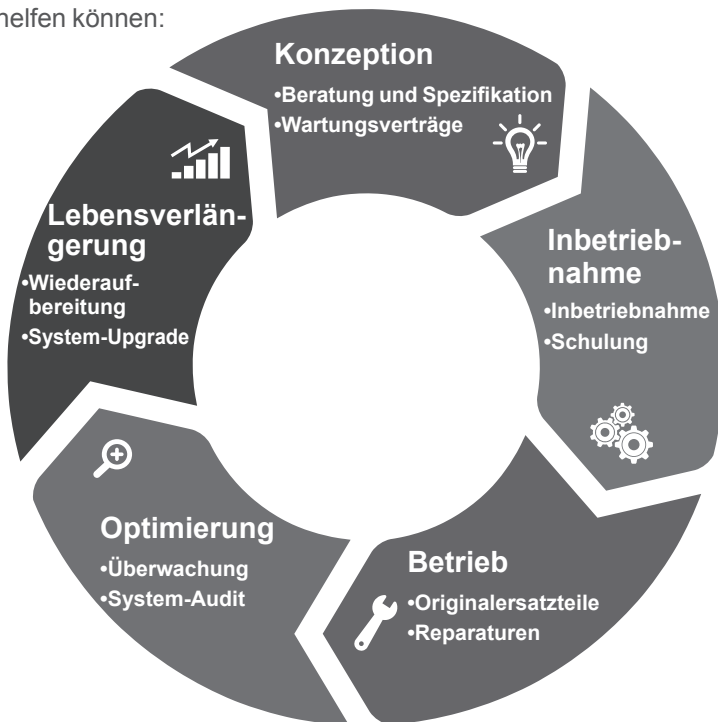 helfen können:
Konzeption
•Beratung und Spezifikation
•Wartungsverträge
Inbetrieb-
nahme
•Inbetriebnahme
•Schulung
Betrieb
•Originalersatzteile
•Reparaturen
Optimierung
•Überwachung
•System-Audit
Lebensverlän-
gerung
•Wiederauf-
bereitung
•System-Upgrade